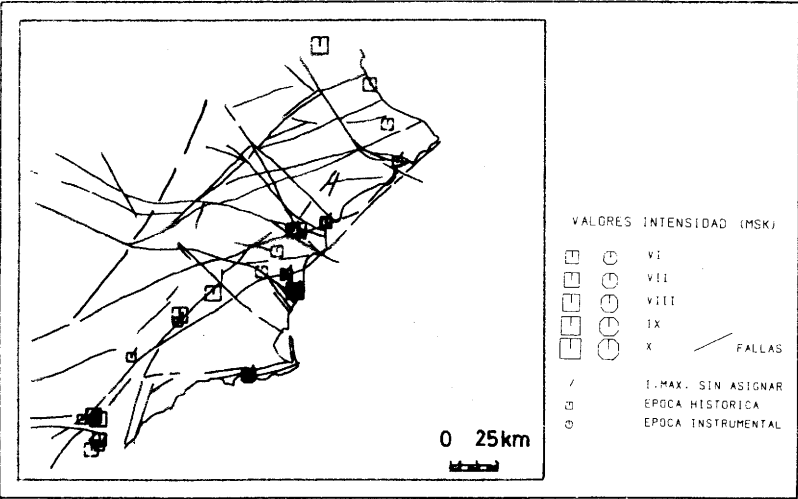 VALORES INTENSIDAD (MSK)
VI
VII
VIII
IX
X
FALLAS
I.MAX. SIN ASIGNAR
EPOCA HISTORICA
EPOCA INSTRUMENTAL
0 25km